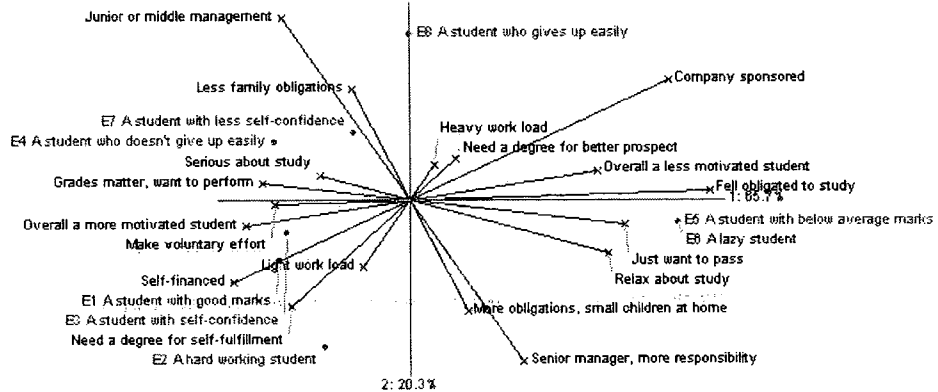 Junior or middle management
E8 A student who gives up easily
Company sponsored
Less family obligations
E7 A student with less self-confidence
Heavy work load
E4 A student who doesn't give up easily
Need a degree for better prospect
Serious about study
Overall a less motivated student
Grades matter, want to perform
Fell obligated to study
1: 65.7%
Overall a more motivated student
E5 A student with below average marks
Make voluntary effort
E6 A lazy student
Just want to pass
Light work load
Self-financed
Relax about study
E1 A student with good marks
More obligations, small children at home
E3 A student with self-confidence
Need a degree for self-fulfillment
E2 A hard working student
Senior manager, more responsibility
2: 20.3%